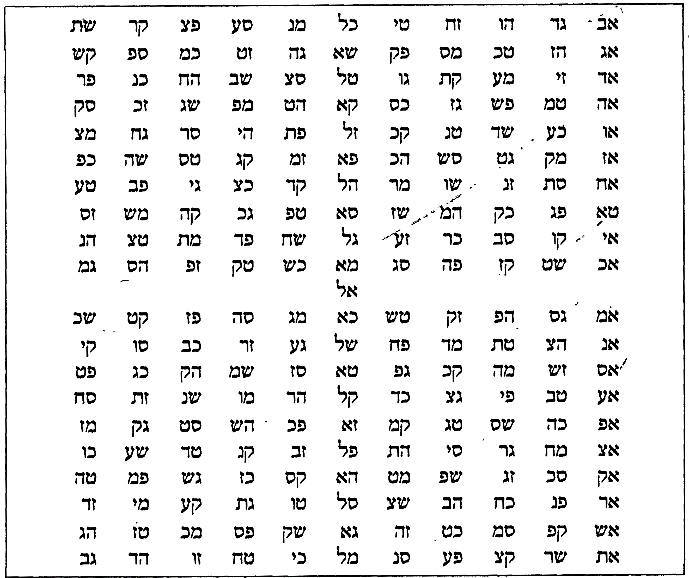 אב גד הו זח טי כל מנ סע פצ קר שת
אג הז טכ מס פק שא גה זט כמ ספ קש
אד זי מע קת גו טל סצ שב הח כנ פר
אה טמ פש גז כס קא הט מפ שג זכ סק
או כע שד טנ קכ זל פת הי סר גח מצ
אז מק גט סש הכ פא זמ קג טס שה כפ
אח סת זנ שו מר הל קד כצ גי פב טע
טא פג כק המ שז סא טפ גכ קה מש זס
אי קו סב כר זע גל שח פד מת טצ הנ
אכ שט קז פה סג מא כש טק זפ הס גמ
אל
אמ גס הפ זק טש כא מג סה פז קט שכ
אנ הצ טת מד פח של גע זר כב סו קי
אס זש מה קכ גפ טא סז שמ הק כג פט
אע טב פי גצ כד קל הר מו שנ זת סח
אפ כה שס טג קמ זא פכ הש סט גק מז
אצ מח גר סי הת פל זב קנ טד שע כו
אק סכ זג שפ מט הא קס כז גש פמ טה
אר פנ כח הב שצ סל טו גת קע מי זד
אש קפ סמ כט זה גא שק פס מכ טז הג
את שר קצ פע סנ מל כי טח זו הד גב